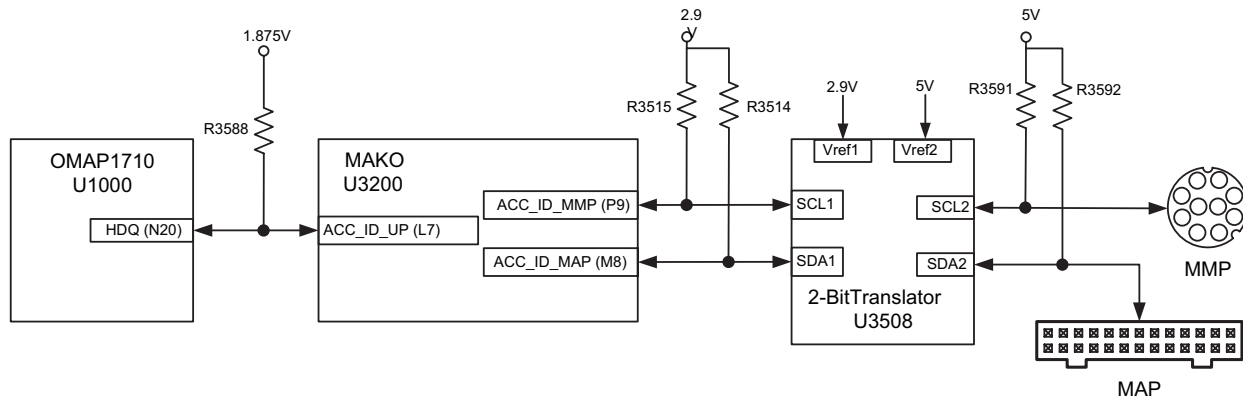 1.875V
2.9
V
5V
R3588
R3515
R3514
2.9V
5V
R3591
R3592
OMAP1710
U1000
MAKO
U3200
Vref1
Vref2
HDQ (N20)
ACC_ID_UP (L7)
ACC_ID_MMP (P9)
ACC_ID_MAP (M8)
SCL1
SCL2
SDA1
SDA2
2-BitTranslator
U3508
MMP
MAP